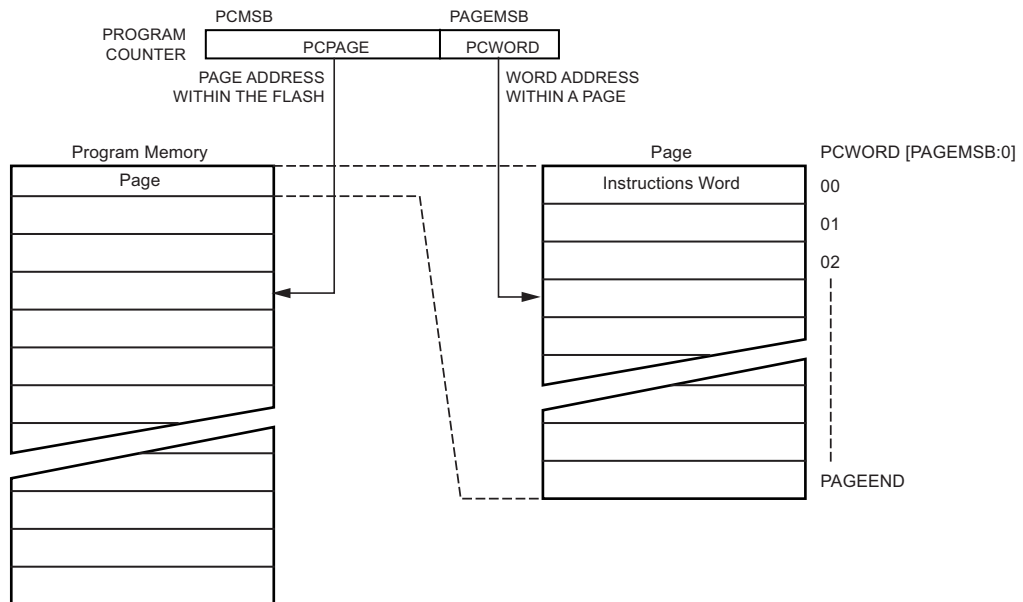 PCMSB PAGEMSB
PROGRAM
COUNTER
PCPAGE PCWORD
PAGE ADDRESS
WITHIN THE FLASH
WORD ADDRESS
WITHIN A PAGE
Program Memory
Page
Page
PCWORD [PAGEMSB:0]
Instructions Word
00
01
02
PAGEEND